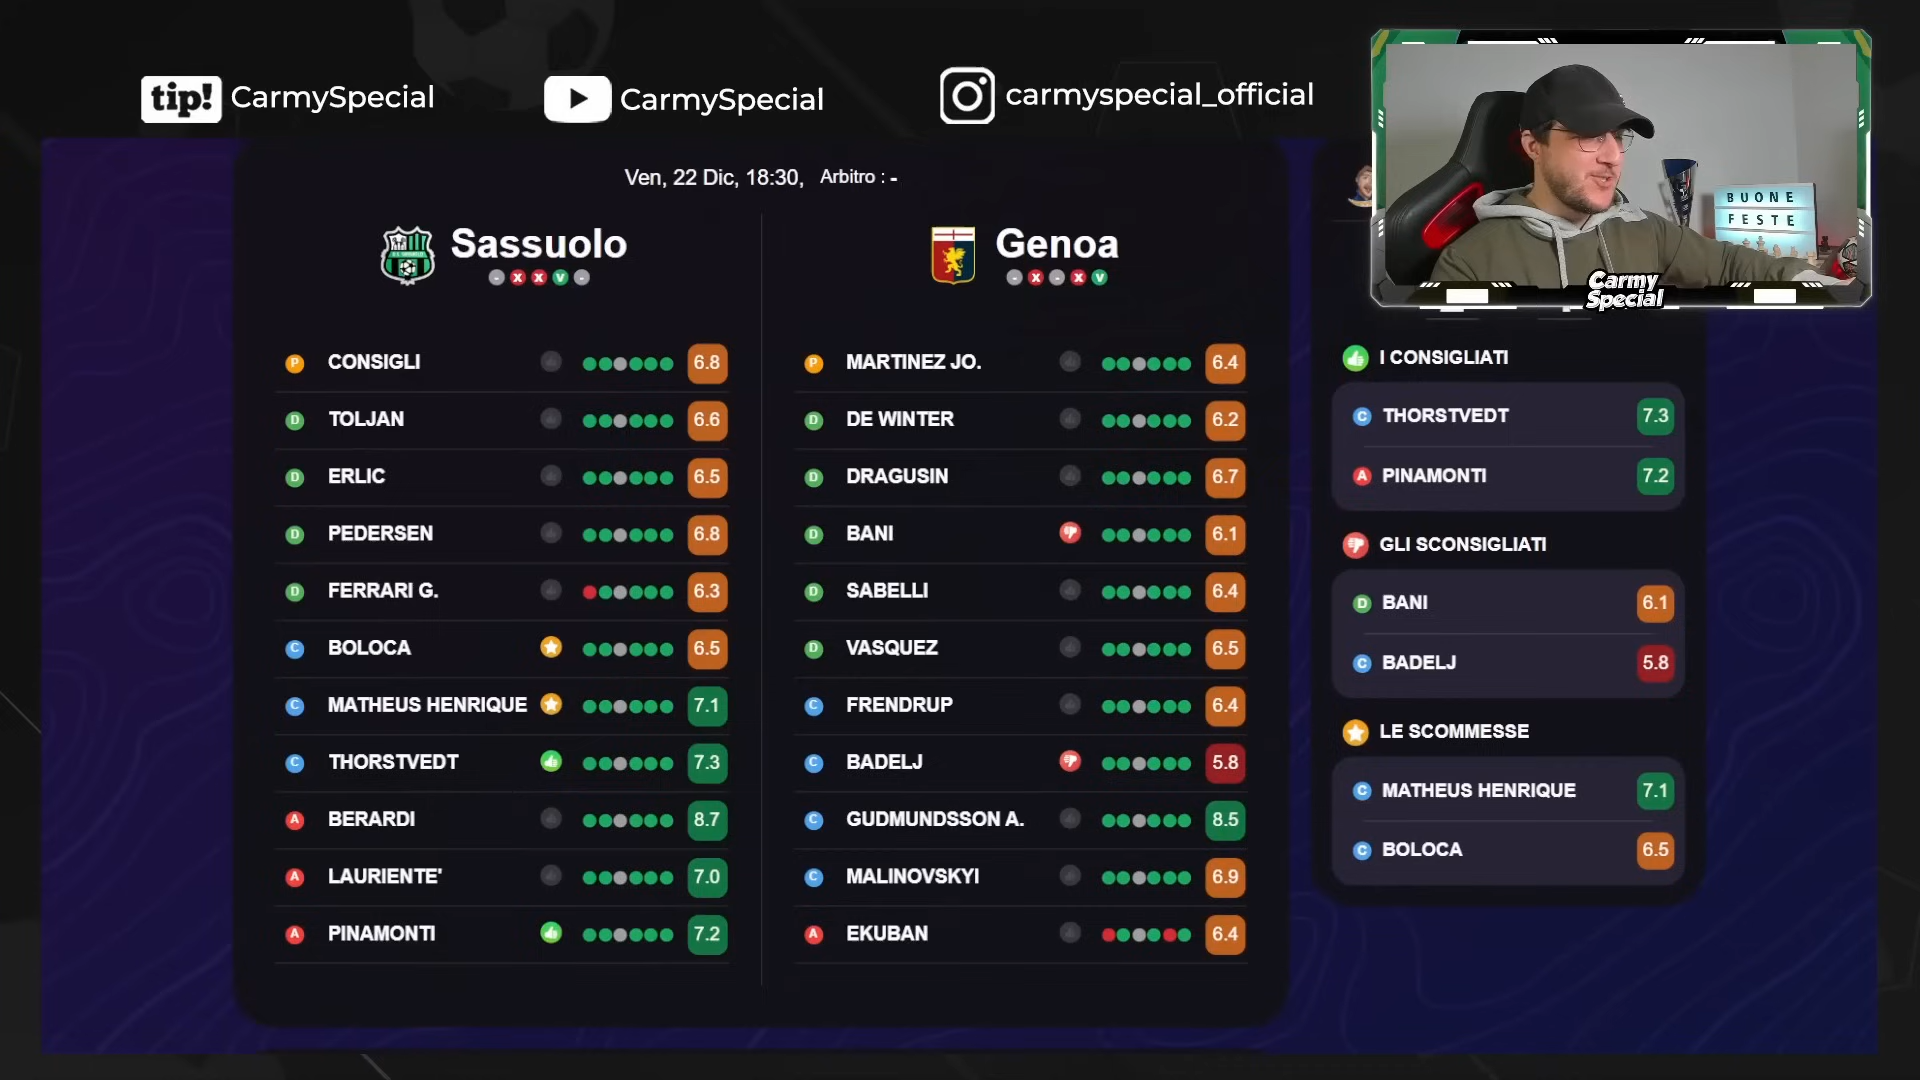 tip! CarmySpecial
CarmySpecial
carmyspecial_official
BUONE
FESTE
Carmy
Special
Ven, 22 Dic, 18:30, Arbitro : -
Sassuolo
- X X V -
P CONSIGLI 6.8
D TOLJAN 6.6
D ERLIC 6.5
D PEDERSEN 6.8
D FERRARI G. 6.3
C BOLOCA 6.5
C MATHEUS HENRIQUE 7.1
C THORSTVEDT 7.3
A BERARDI 8.7
A LAURIENTE' 7.0
A PINAMONTI 7.2
Genoa
- X - X V
P MARTINEZ JO. 6.4
D DE WINTER 6.2
D DRAGUSIN 6.7
D BANI 6.1
D SABELLI 6.4
D VASQUEZ 6.5
C FRENDRUP 6.4
C BADELJ 5.8
C GUDMUNDSSON A. 8.5
C MALINOVSKYI 6.9
A EKUBAN 6.4
I CONSIGLIATI
C THORSTVEDT 7.3
A PINAMONTI 7.2
GLI SCONSIGLIATI
D BANI 6.1
C BADELJ 5.8
LE SCOMMESSE
C MATHEUS HENRIQUE 7.1
C BOLOCA 6.5